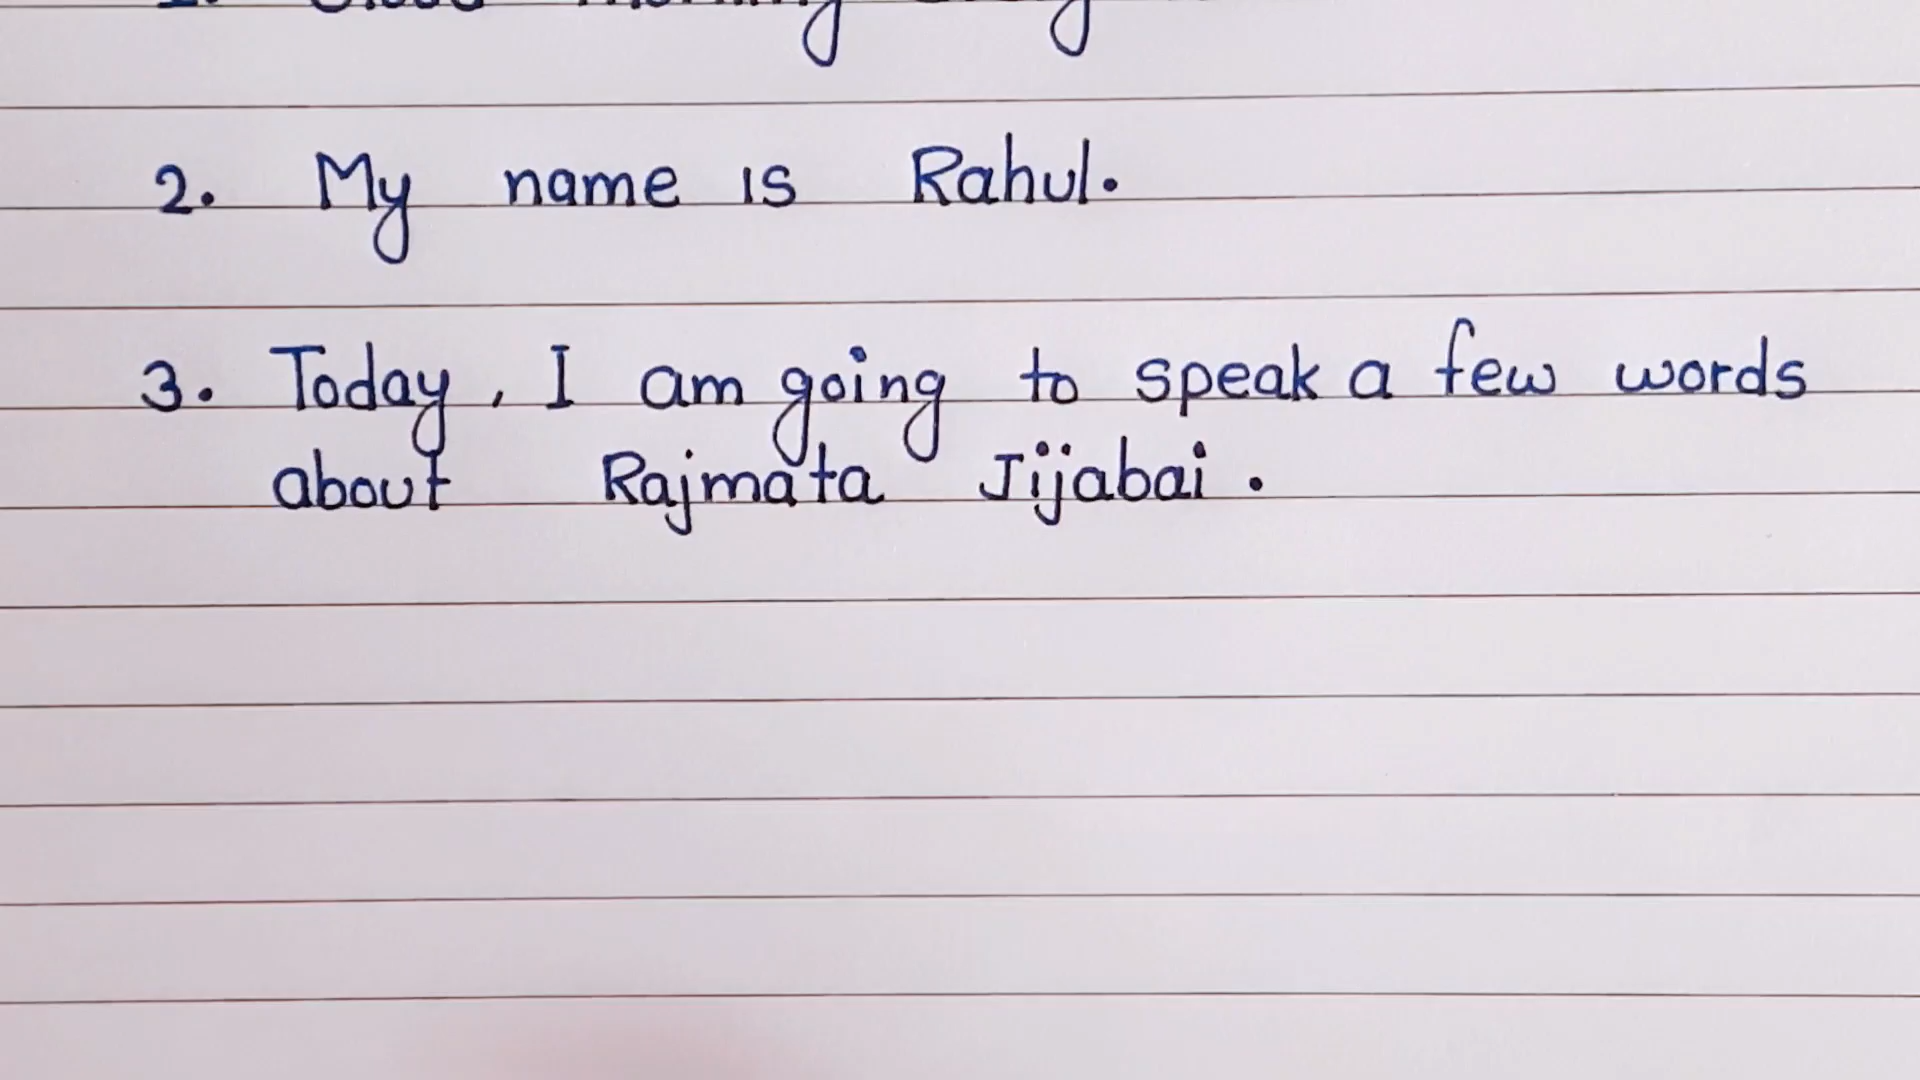 2. My name is Rahul.
3. Today, I am going to speak a few words
about Rajmata Jijabai.